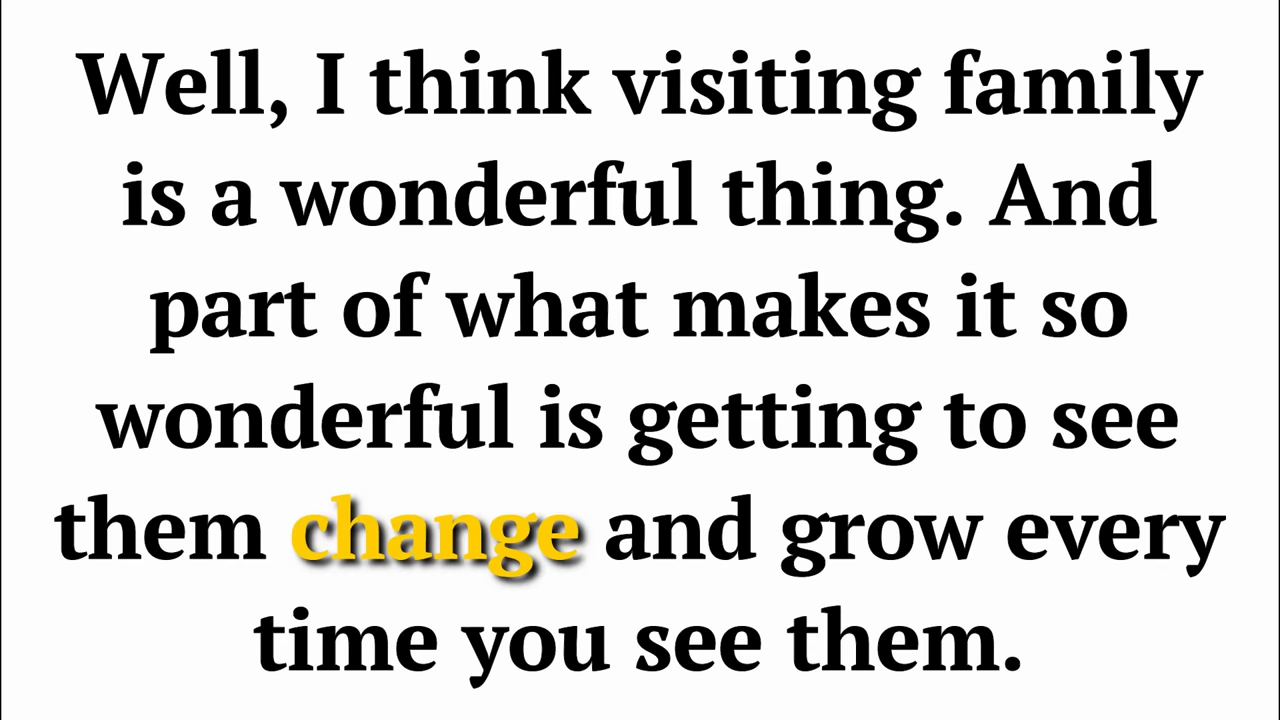 Well, I think visiting family
is a wonderful thing. And
part of what makes it so
wonderful is getting to see
them change and grow every
time you see them.